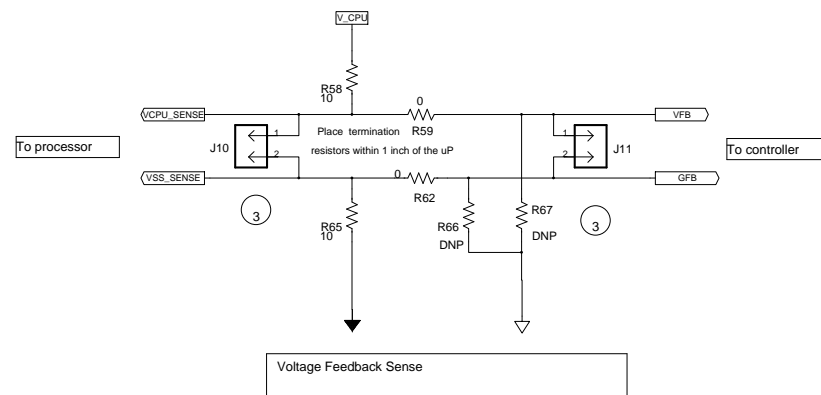 V_CPU
R58
10
VCPU_SENSE
0
R59
VFB
To processor
J10
1
2
Place termination
resistors within 1 inch of the uP
1
2
J11
To controller
VSS_SENSE
0
R62
GFB
3
R65
10
R66
DNP
R67
DNP
3
Voltage Feedback Sense